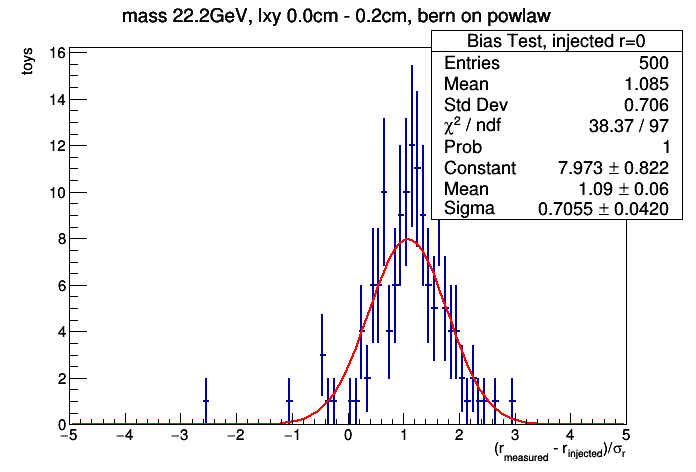 mass 22.2GeV, lxy 0.0cm - 0.2cm, bern on powlaw
Bias Test, injected r=0
Entries 500
Mean 1.085
Std Dev 0.706
χ² / ndf 38.37 / 97
Prob 1
Constant 7.973 ± 0.822
Mean 1.09 ± 0.06
Sigma 0.7055 ± 0.0420
toys
16
14
12
10
8
6
4
2
0
−5 −4 −3 −2 −1 0 1 2 3 4 5
(r_measured - r_injected)/σ_r